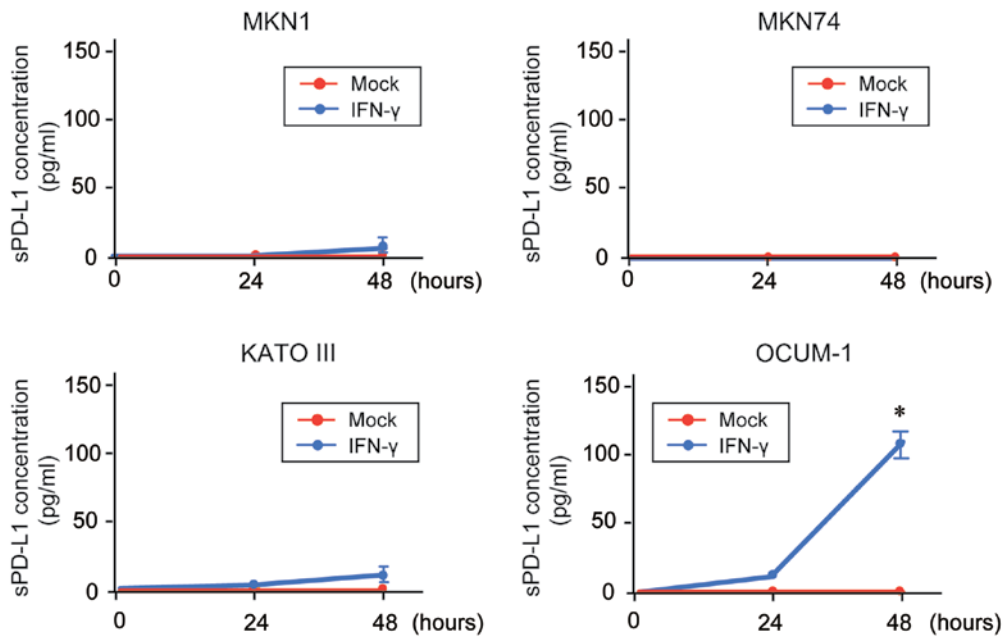 MKN1
sPD-L1 concentration
(pg/ml)
150
100
50
0
Mock
IFN-γ
0 24 48 (hours)
MKN74
sPD-L1 concentration
(pg/ml)
150
100
50
0
Mock
IFN-γ
0 24 48 (hours)
KATO III
sPD-L1 concentration
(pg/ml)
150
100
50
0
Mock
IFN-γ
0 24 48 (hours)
OCUM-1
sPD-L1 concentration
(pg/ml)
150
100
50
0
Mock
IFN-γ
*
0 24 48 (hours)